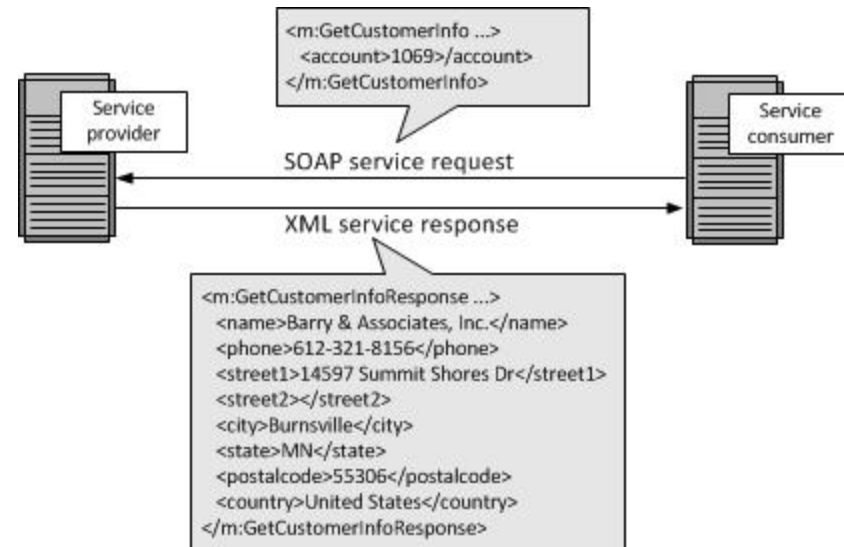 <m:GetCustomerInfo ...>
<account>1069>/account>
</m:GetCustomerInfo>
Service
provider
Service
consumer
SOAP service request
XML service response
<m:GetCustomerInfoResponse ...>
<name>Barry & Associates, Inc.</name>
<phone>612-321-8156</phone>
<street1>14597 Summit Shores Dr</street1>
<street2></street2>
<city>Burnsville</city>
<state>MN</state>
<postalcode>55306</postalcode>
<country>United States</country>
</m:GetCustomerInfoResponse>